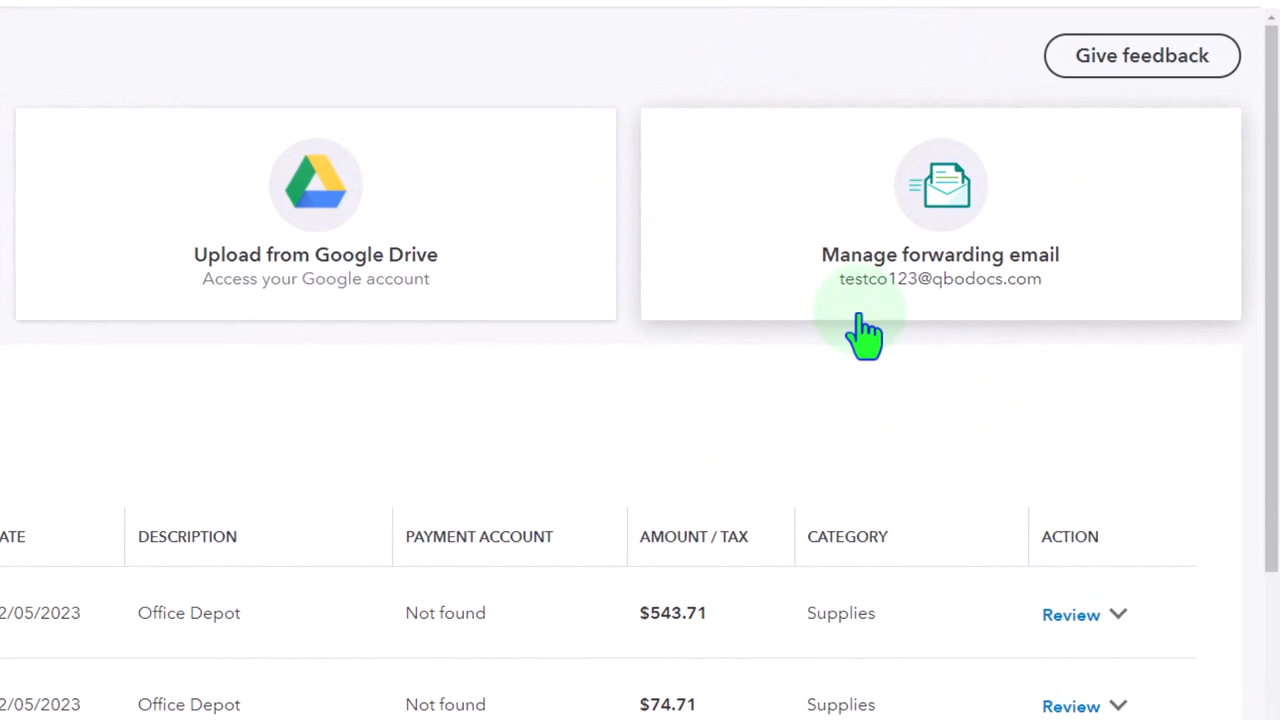 Give feedback
Upload from Google Drive
Access your Google account
Manage forwarding email
testco123@qbodocs.com
ATE DESCRIPTION PAYMENT ACCOUNT AMOUNT / TAX CATEGORY ACTION
2/05/2023 Office Depot Not found $543.71 Supplies Review
2/05/2023 Office Depot Not found $74.71 Supplies Review